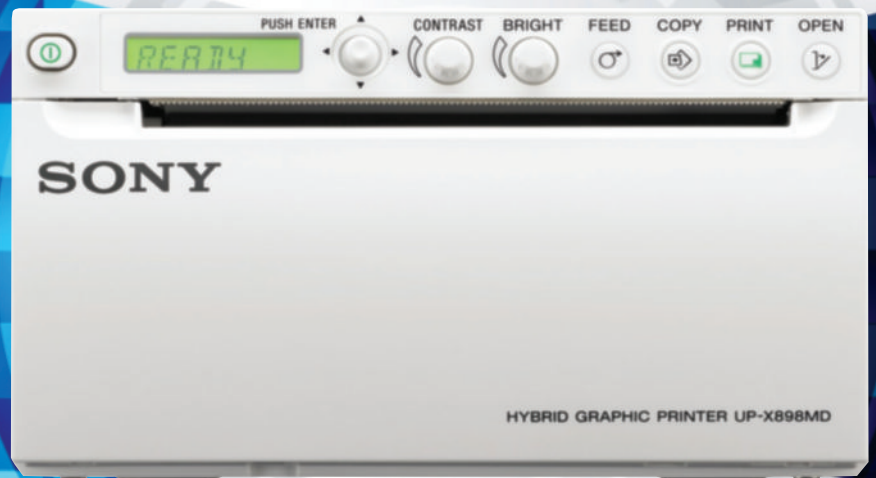 PUSH ENTER CONTRAST BRIGHT FEED COPY PRINT OPEN
READY
SONY
HYBRID GRAPHIC PRINTER UP-X898MD